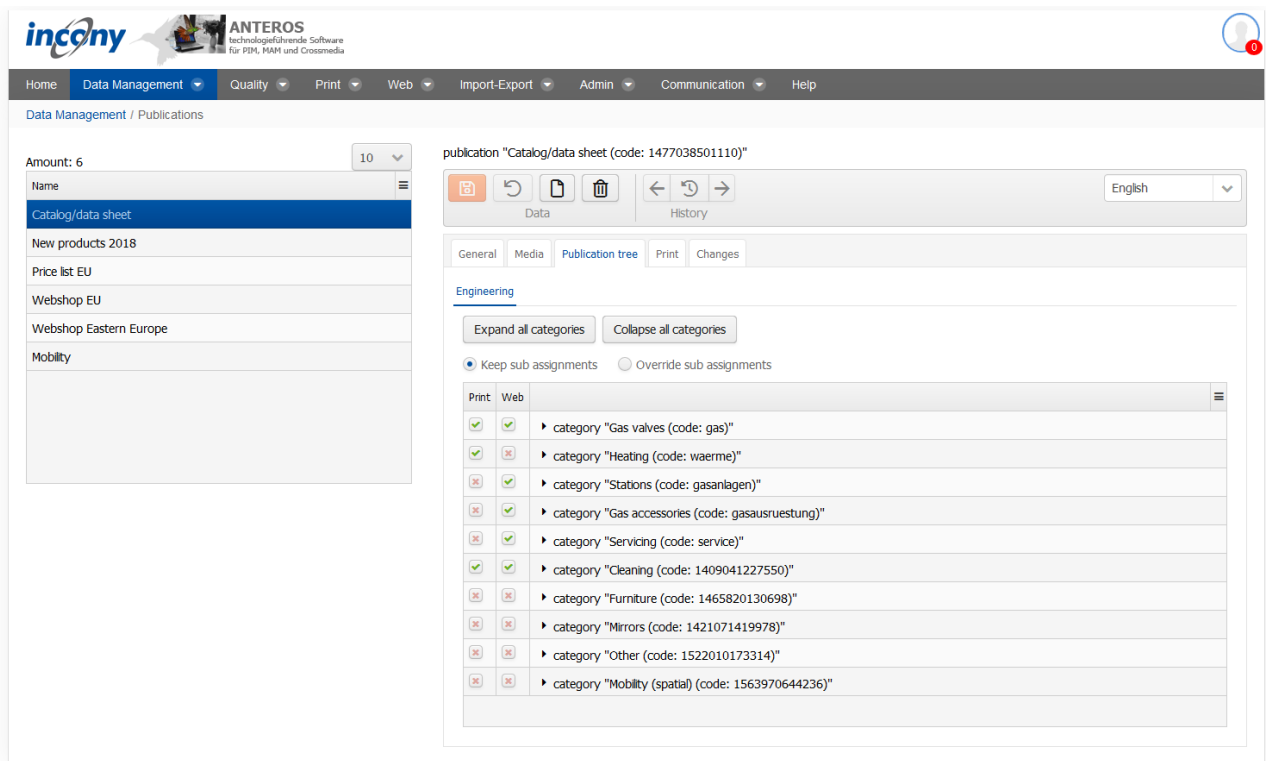 incony
ANTEROS
technologieführende Software
für PIM, MAM und Crossmedia
0
Home Data Management Quality Print Web Import-Export Admin Communication Help
Data Management / Publications
Amount: 6 10
Name
Catalog/data sheet
New products 2018
Price list EU
Webshop EU
Webshop Eastern Europe
Mobility
publication "Catalog/data sheet (code: 1477038501110)"
English
Data History
General Media Publication tree Print Changes
Engineering
Expand all categories Collapse all categories
Keep sub assignments Override sub assignments
Print Web
category "Gas valves (code: gas)"
category "Heating (code: waerme)"
category "Stations (code: gasanlagen)"
category "Gas accessories (code: gasausruestung)"
category "Servicing (code: service)"
category "Cleaning (code: 1409041227550)"
category "Furniture (code: 1465820130698)"
category "Mirrors (code: 1421071419978)"
category "Other (code: 1522010173314)"
category "Mobility (spatial) (code: 1563970644236)"